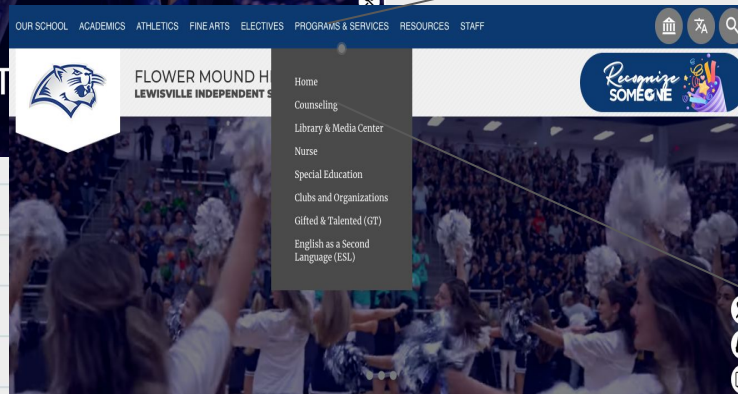 OUR SCHOOL ACADEMICS ATHLETICS FINE ARTS ELECTIVES PROGRAMS & SERVICES RESOURCES STAFF
FLOWER MOUND
LEWISVILLE INDEPENDENT
Recognize
SOMEONE
Home
Counseling
Library & Media Center
Nurse
Special Education
Clubs and Organizations
Gifted & Talented (GT)
English as a Second
Language (ESL)